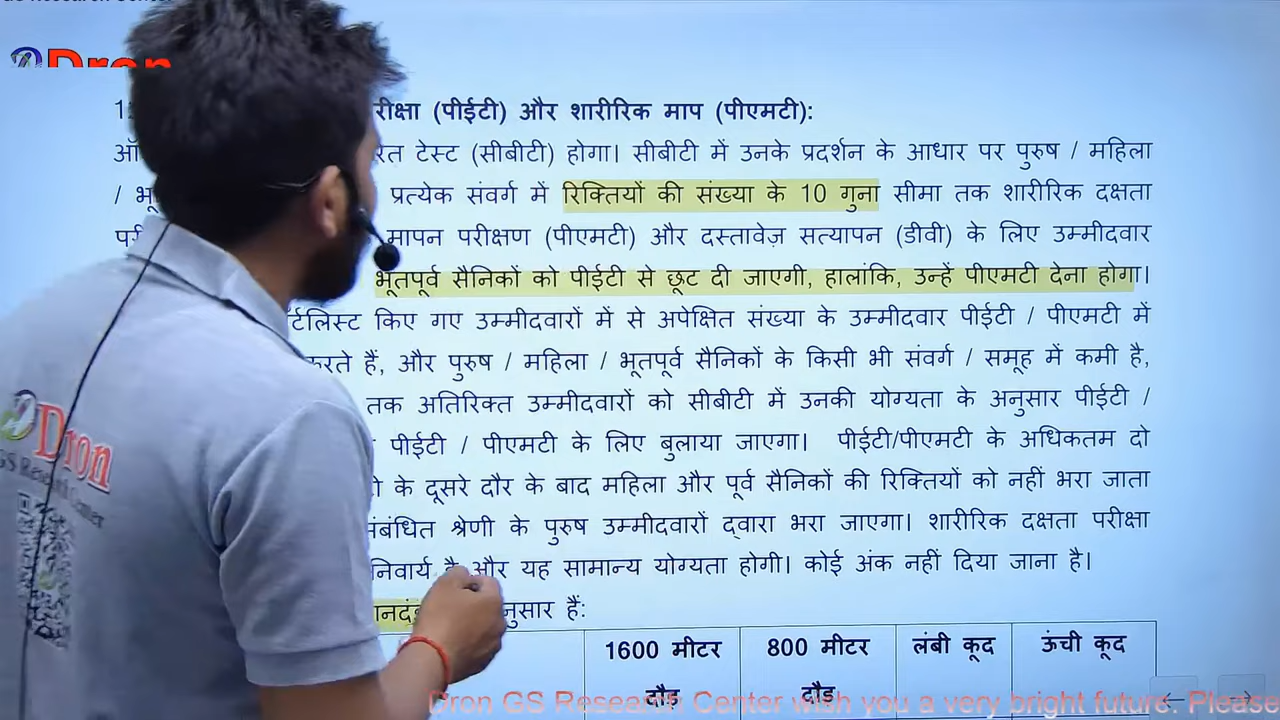 Dron
रीक्षा (पीईटी) और शारीरिक माप (पीएमटी):
टेस्ट (सीबीटी) होगा। सीबीटी में उनके प्रदर्शन के आधार पर पुरुष / महिला
/ प्रत्येक संवर्ग में रिक्तियों की संख्या के 10 गुना सीमा तक शारीरिक दक्षता
मापन परीक्षण (पीएमटी) और दस्तावेज़ सत्यापन (डीवी) के लिए उम्मीदवार
भूतपूर्व सैनिकों को पीईटी से छूट दी जाएगी, हालांकि, उन्हें पीएमटी देना होगा।
र्टलिस्ट किए गए उम्मीदवारों में से अपेक्षित संख्या के उम्मीदवार पीईटी / पीएमटी में
करते हैं, और पुरुष / महिला / भूतपूर्व सैनिकों के किसी भी संवर्ग / समूह में कमी है,
तक अतिरिक्त उम्मीदवारों को सीबीटी में उनकी योग्यता के अनुसार पीईटी /
पीईटी / पीएमटी के लिए बुलाया जाएगा। पीईटी/पीएमटी के अधिकतम दो
के दूसरे दौर के बाद महिला और पूर्व सैनिकों की रिक्तियों को नहीं भरा जाता
संबंधित श्रेणी के पुरुष उम्मीदवारों द्वारा भरा जाएगा। शारीरिक दक्षता परीक्षा
निवार्य है और यह सामान्य योग्यता होगी। कोई अंक नहीं दिया जाना है।
नुसार हैं:
1600 मीटर दौड़
800 मीटर दौड़
लंबी कूद
ऊंची कूद
Dron
GS Research Center
Dron GS Research Center wish you a very bright future. Please